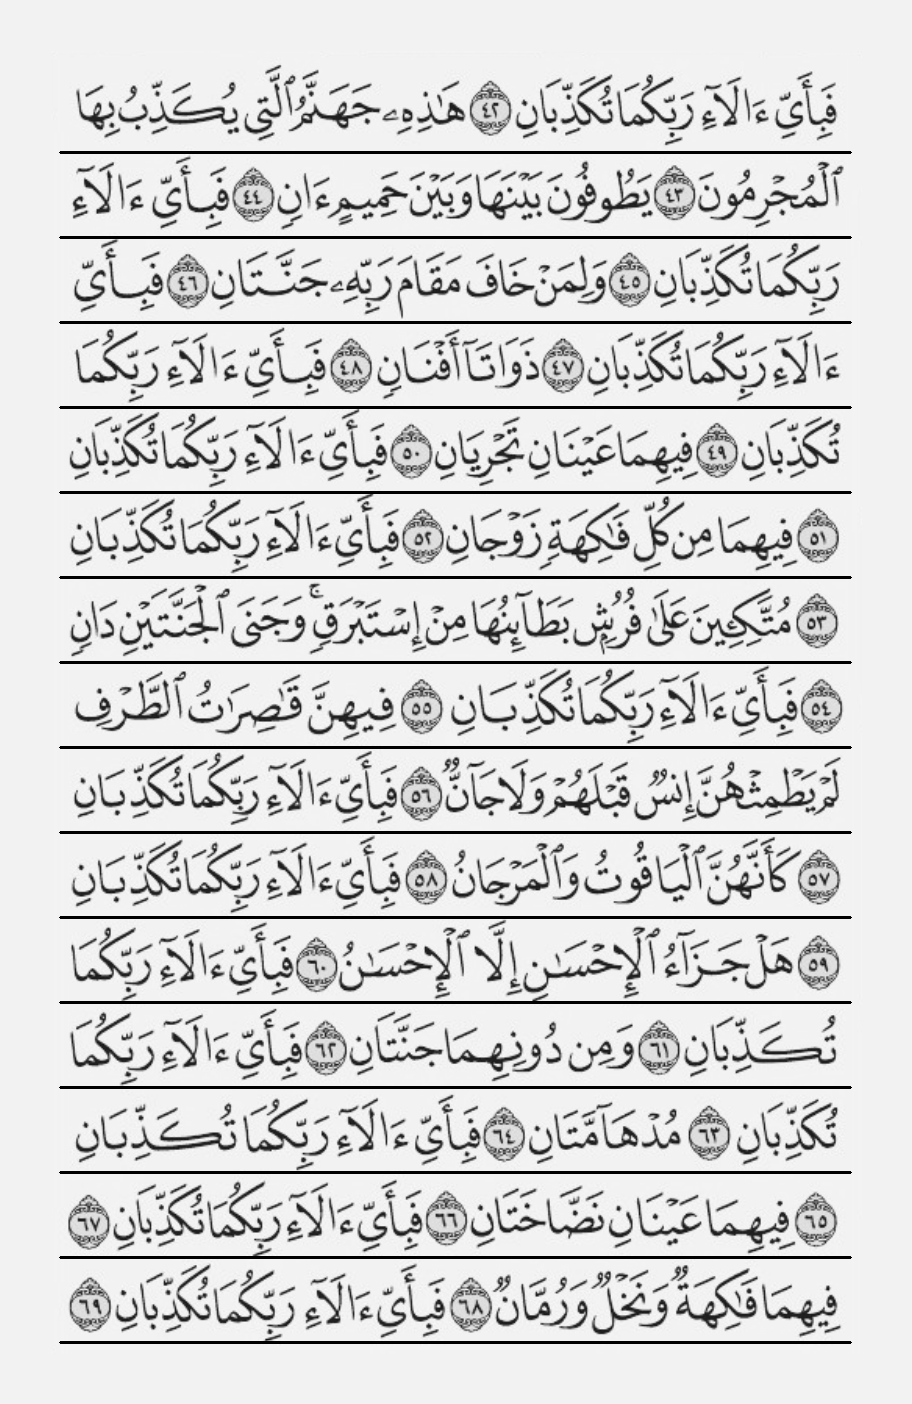 فَبِأَيِّ ءَالَآءِ رَبِّكُمَا تُكَذِّبَانِ ٤٢ هَٰذِهِۦ جَهَنَّمُ ٱلَّتِي يُكَذِّبُ بِهَا
ٱلْمُجْرِمُونَ ٤٣ يَطُوفُونَ بَيْنَهَا وَبَيْنَ حَمِيمٍ ءَانٍ ٤٤ فَبِأَيِّ ءَالَآءِ
رَبِّكُمَا تُكَذِّبَانِ ٤٥ وَلِمَنْ خَافَ مَقَامَ رَبِّهِۦ جَنَّتَانِ ٤٦ فَبِأَيِّ
ءَالَآءِ رَبِّكُمَا تُكَذِّبَانِ ٤٧ ذَوَاتَآ أَفْنَانٍ ٤٨ فَبِأَيِّ ءَالَآءِ رَبِّكُمَا
تُكَذِّبَانِ ٤٩ فِيهِمَا عَيْنَانِ تَجْرِيَانِ ٥٠ فَبِأَيِّ ءَالَآءِ رَبِّكُمَا تُكَذِّبَانِ
٥١ فِيهِمَا مِن كُلِّ فَٰكِهَةٍ زَوْجَانِ ٥٢ فَبِأَيِّ ءَالَآءِ رَبِّكُمَا تُكَذِّبَانِ
٥٣ مُتَّكِـِٔينَ عَلَىٰ فُرُشٍۭ بَطَآئِنُهَا مِنْ إِسْتَبْرَقٍۚ وَجَنَى ٱلْجَنَّتَيْنِ دَانٍ
٥٤ فَبِأَيِّ ءَالَآءِ رَبِّكُمَا تُكَذِّبَانِ ٥٥ فِيهِنَّ قَٰصِرَٰتُ ٱلطَّرْفِ
لَمْ يَطْمِثْهُنَّ إِنسٌ قَبْلَهُمْ وَلَا جَآنٌّ ٥٦ فَبِأَيِّ ءَالَآءِ رَبِّكُمَا تُكَذِّبَانِ
٥٧ كَأَنَّهُنَّ ٱلْيَاقُوتُ وَٱلْمَرْجَانُ ٥٨ فَبِأَيِّ ءَالَآءِ رَبِّكُمَا تُكَذِّبَانِ
٥٩ هَلْ جَزَآءُ ٱلْإِحْسَٰنِ إِلَّا ٱلْإِحْسَٰنُ ٦٠ فَبِأَيِّ ءَالَآءِ رَبِّكُمَا
تُكَذِّبَانِ ٦١ وَمِن دُونِهِمَا جَنَّتَانِ ٦٢ فَبِأَيِّ ءَالَآءِ رَبِّكُمَا
تُكَذِّبَانِ ٦٣ مُدْهَآمَّتَانِ ٦٤ فَبِأَيِّ ءَالَآءِ رَبِّكُمَا تُكَذِّبَانِ
٦٥ فِيهِمَا عَيْنَانِ نَضَّاخَتَانِ ٦٦ فَبِأَيِّ ءَالَآءِ رَبِّكُمَا تُكَذِّبَانِ ٦٧
فِيهِمَا فَٰكِهَةٌ وَنَخْلٌ وَرُمَّانٌ ٦٨ فَبِأَيِّ ءَالَآءِ رَبِّكُمَا تُكَذِّبَانِ ٦٩